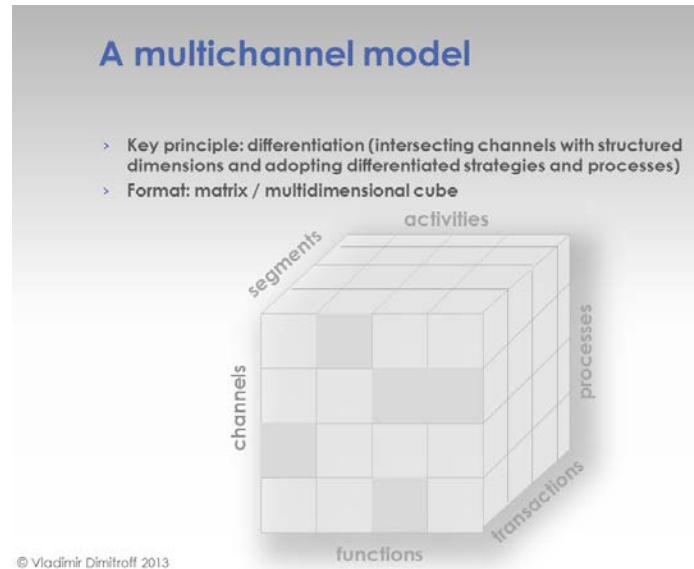 A multichannel model
› Key principle: differentiation (intersecting channels with structured
dimensions and adopting differentiated strategies and processes)
› Format: matrix / multidimensional cube
activities
segments
channels
processes
transactions
functions
© Vladimir Dimitroff 2013